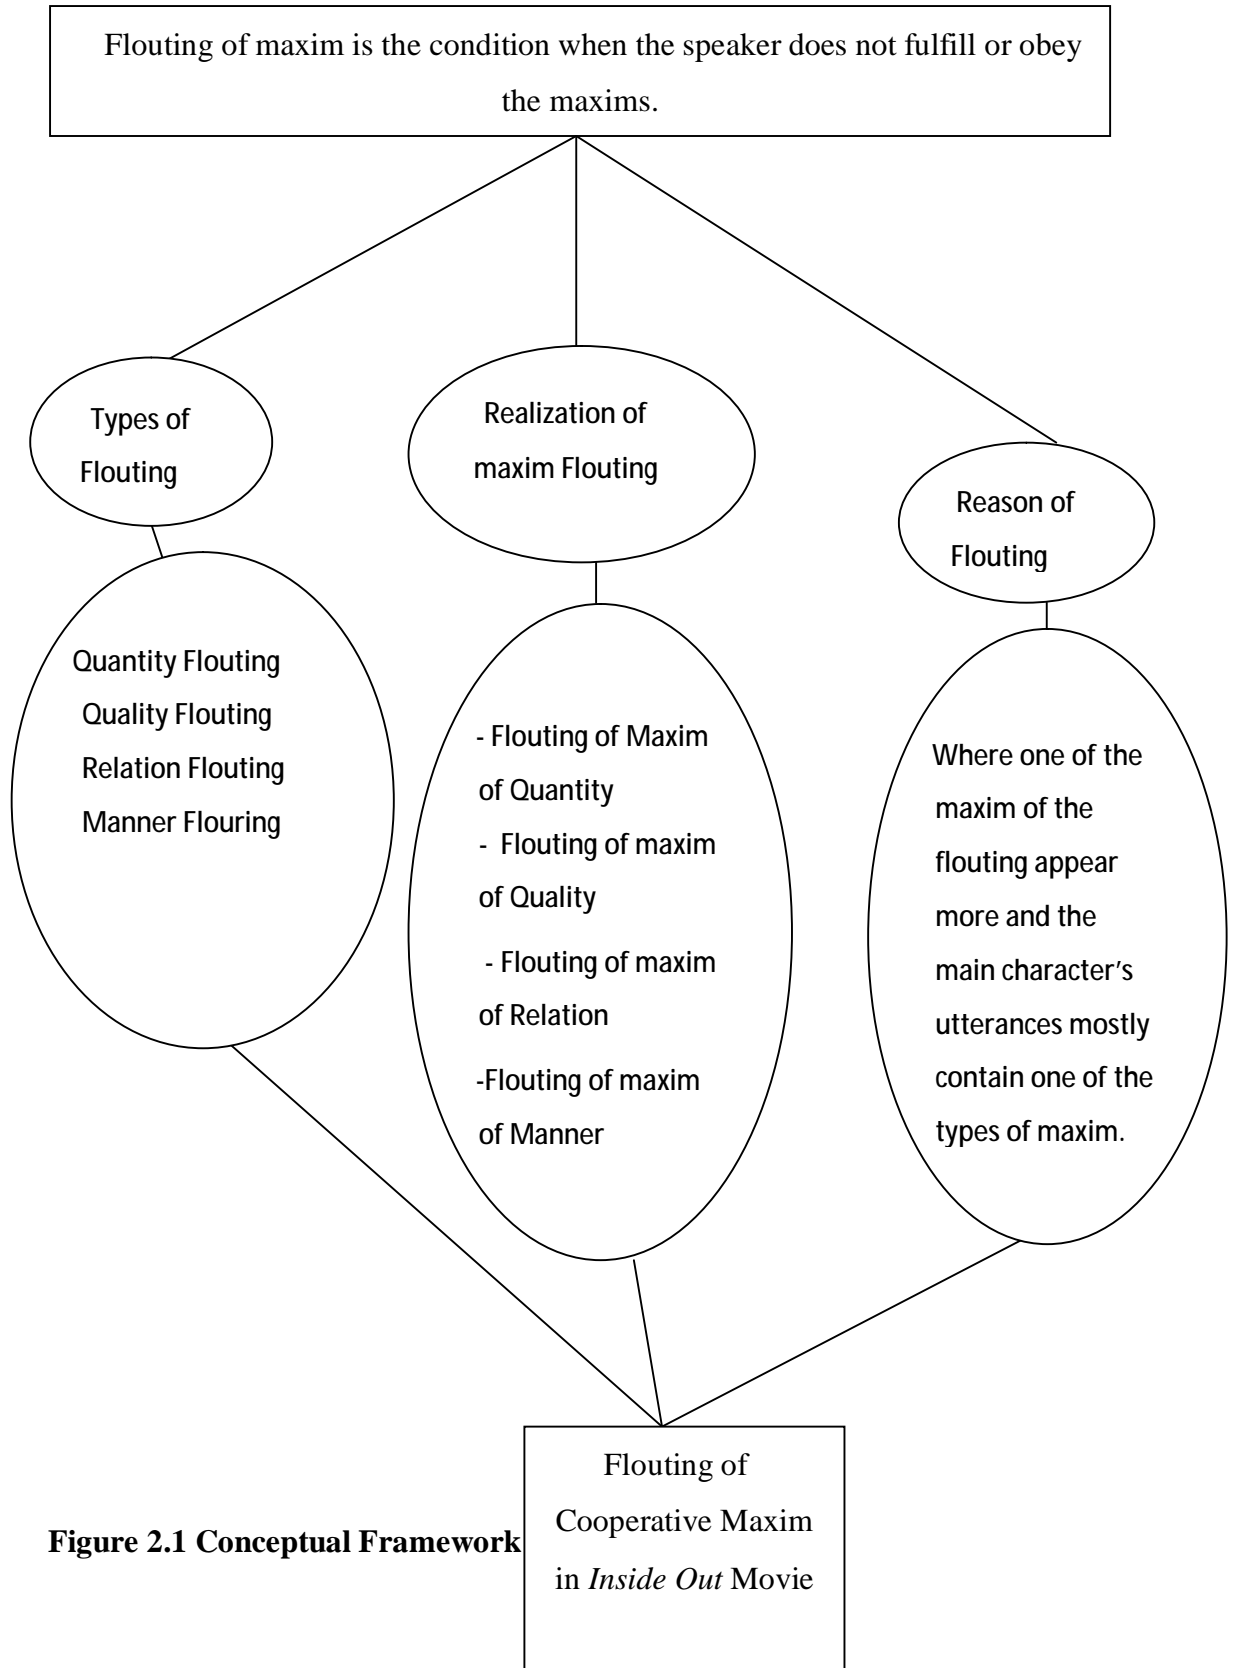 Flouting of maxim is the condition when the speaker does not fulfill or obey
the maxims.
Types of
Flouting
Realization of
maxim Flouting
Reason of
Flouting
Quantity Flouting
Quality Flouting
Relation Flouting
Manner Flouring
- Flouting of Maxim
of Quantity
- Flouting of maxim
of Quality
- Flouting of maxim
of Relation
-Flouting of maxim
of Manner
Where one of the
maxim of the
flouting appear
more and the
main character's
utterances mostly
contain one of the
types of maxim.
Flouting of
Cooperative Maxim
in Inside Out Movie
Figure 2.1 Conceptual Framework